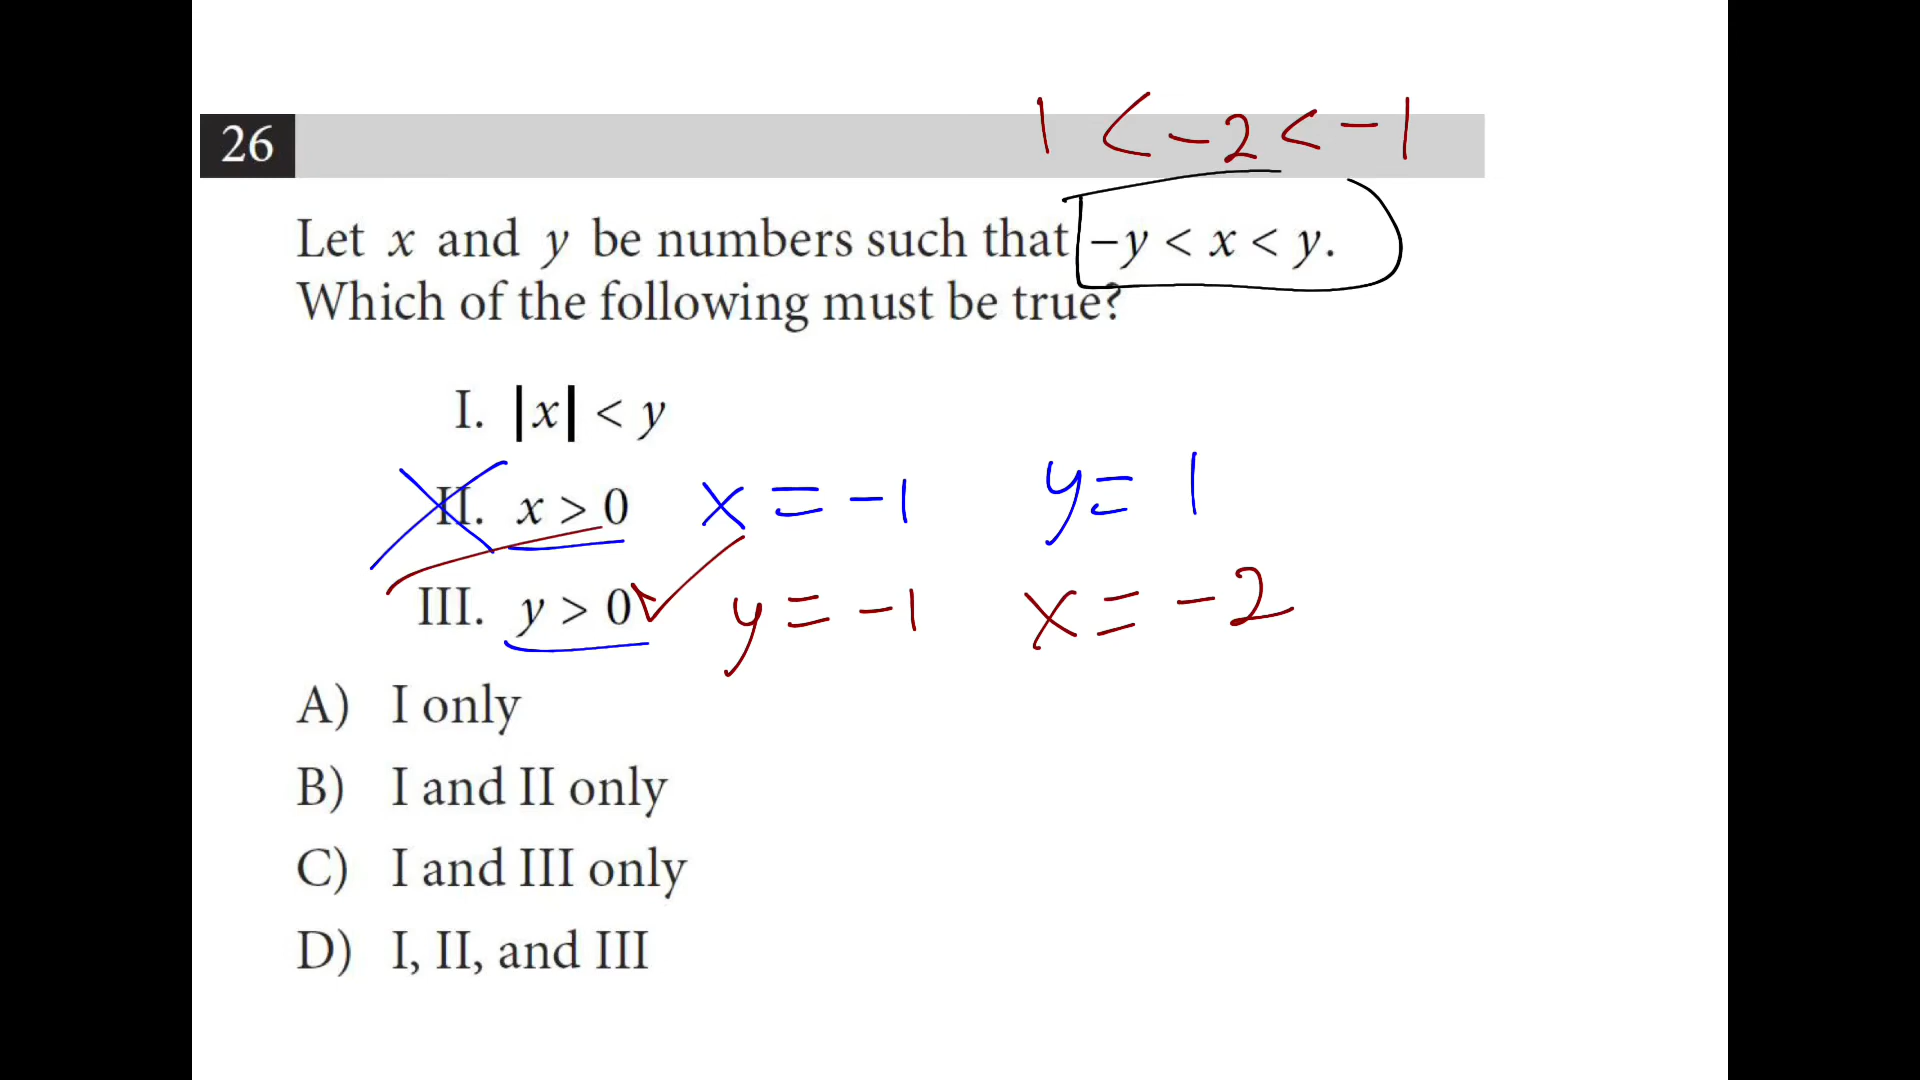 1 < -2 < -1
26
Let x and y be numbers such that −y < x < y.
Which of the following must be true?
I. |x| < y
II. x > 0 x = -1 y = 1
III. y > 0 y = -1 x = -2
A) I only
B) I and II only
C) I and III only
D) I, II, and III